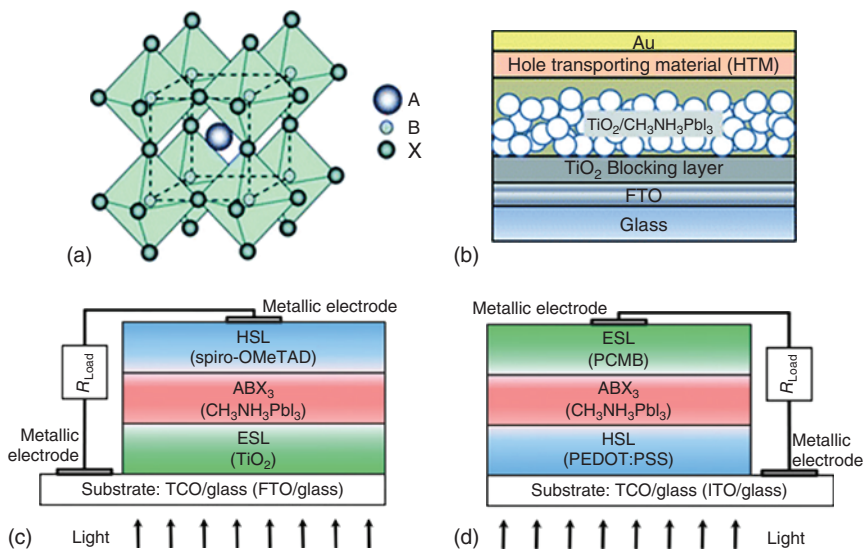 A
B
X
(a)
Au
Hole transporting material (HTM)
TiO₂/CH₃NH₃PbI₃
TiO₂ Blocking layer
FTO
Glass
(b)
Metallic electrode
HSL
(spiro-OMeTAD)
R_Load
ABX₃
(CH₃NH₃PbI₃)
Metallic
electrode
ESL
(TiO₂)
Substrate: TCO/glass (FTO/glass)
(c)
Light
Metallic electrode
ESL
(PCMB)
R_Load
ABX₃
(CH₃NH₃PbI₃)
Metallic
electrode
HSL
(PEDOT:PSS)
Substrate: TCO/glass (ITO/glass)
(d)
Light